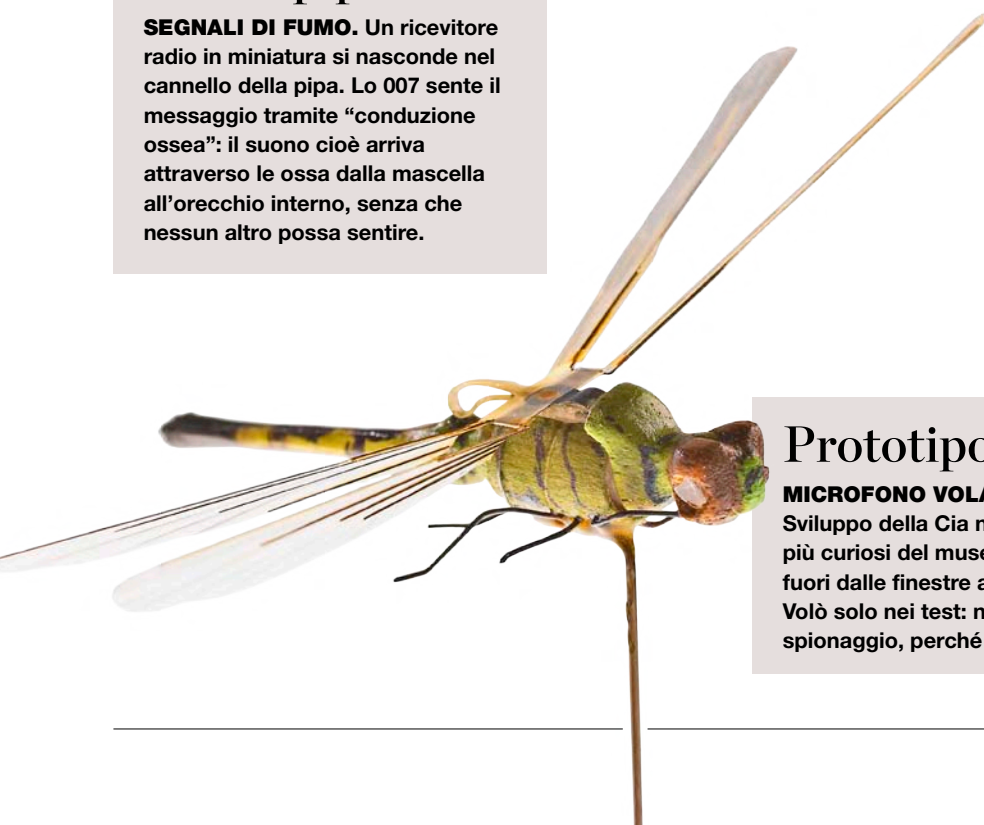 SEGNALI DI FUMO. Un ricevitore
radio in miniatura si nasconde nel
cannello della pipa. Lo 007 sente il
messaggio tramite “conduzione
ossea”: il suono cioè arriva
attraverso le ossa dalla mascella
all’orecchio interno, senza che
nessun altro possa sentire.
Prototipo
MICROFONO VOLA
Sviluppo della Cia n
più curiosi del muse
fuori dalle finestre a
Volò solo nei test: n
spionaggio, perché